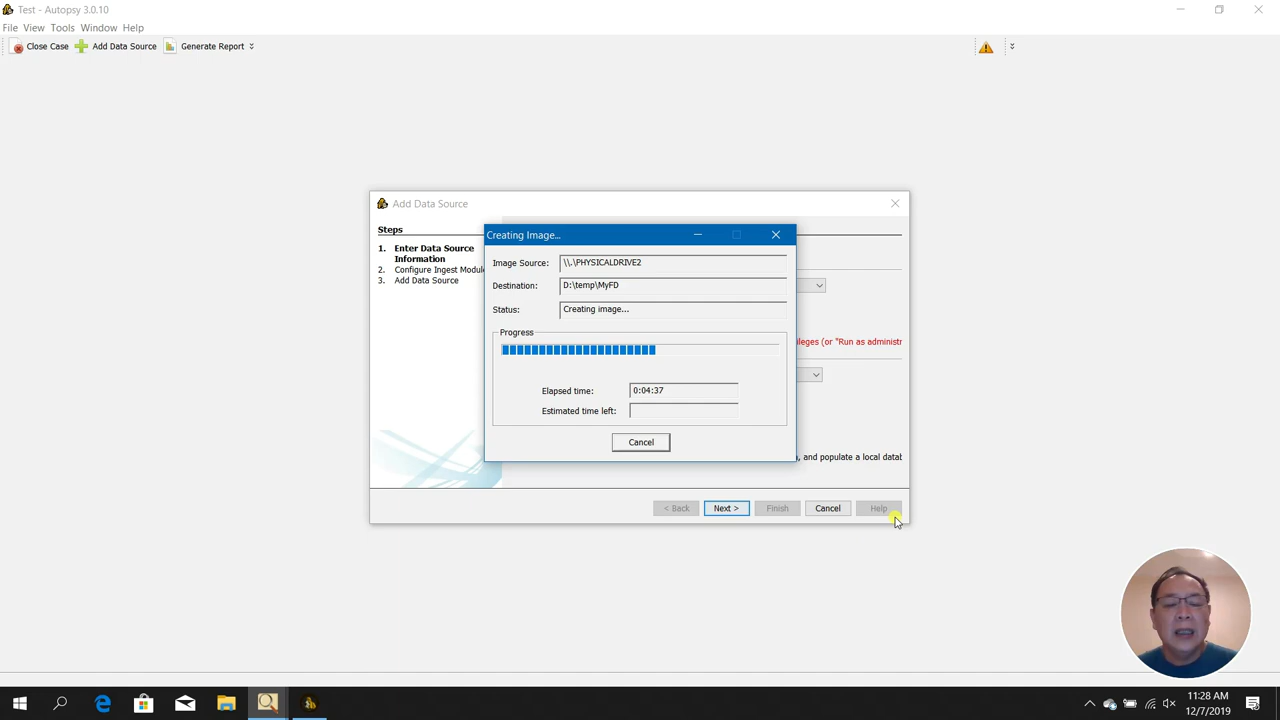 Test - Autopsy 3.0.10
File View Tools Window Help
Close Case Add Data Source Generate Report
Add Data Source
Steps
1. Enter Data Source
Information
2. Configure Ingest Modul
3. Add Data Source
Creating Image...
Image Source: \\.\PHYSICALDRIVE2
Destination: D:\temp\MyFD
Status: Creating image...
Progress
Elapsed time: 0:04:37
Estimated time left:
Cancel
leges (or "Run as administr
, and populate a local datab
< Back Next > Finish Cancel Help
11:28 AM
12/7/2019